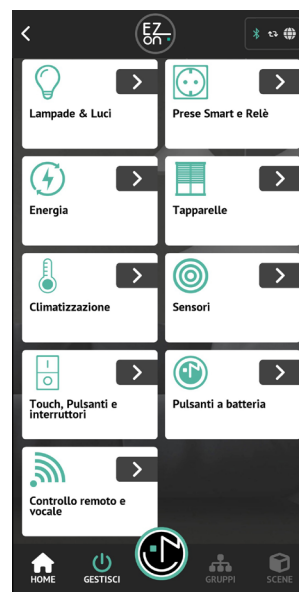 EZ
on
Lampade & Luci
Prese Smart e Relè
Energia
Tapparelle
Climatizzazione
Sensori
Touch, Pulsanti e
interruttori
Pulsanti a batteria
Controllo remoto e
vocale
HOME
GESTISCI
GRUPPI
SCENE